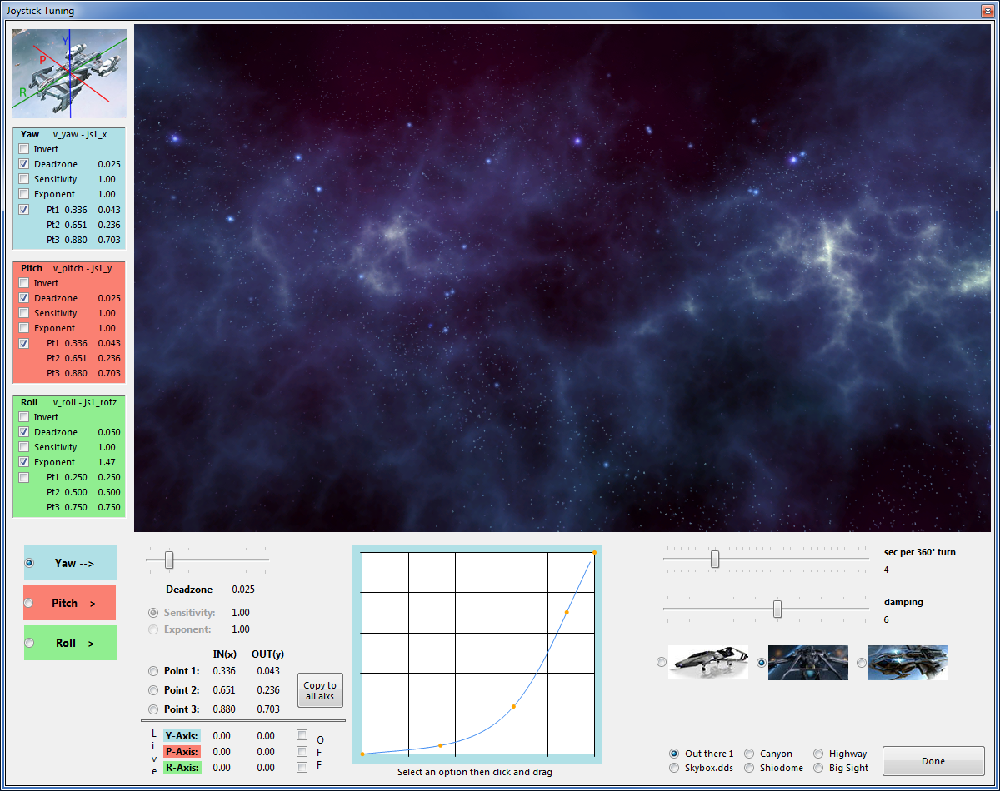 Joystick Tuning
Y
P
R
Yaw v_yaw - js1_x
Invert
Deadzone 0.025
Sensitivity 1.00
Exponent 1.00
Pt1 0.336 0.043
Pt2 0.651 0.236
Pt3 0.880 0.703
Pitch v_pitch - js1_y
Invert
Deadzone 0.025
Sensitivity 1.00
Exponent 1.00
Pt1 0.336 0.043
Pt2 0.651 0.236
Pt3 0.880 0.703
Roll v_roll - js1_rotz
Invert
Deadzone 0.050
Sensitivity 1.00
Exponent 1.47
Pt1 0.250 0.250
Pt2 0.500 0.500
Pt3 0.750 0.750
Yaw -->
Pitch -->
Roll -->
Deadzone 0.025
Sensitivity: 1.00
Exponent: 1.00
IN(x) OUT(y)
Point 1: 0.336 0.043
Point 2: 0.651 0.236
Point 3: 0.880 0.703
Copy to
all aixs
Live
Y-Axis: 0.00 0.00
P-Axis: 0.00 0.00
R-Axis: 0.00 0.00
OFF
Select an option then click and drag
sec per 360° turn
4
damping
6
Out there 1 Canyon Highway
Skybox.dds Shiodome Big Sight
Done